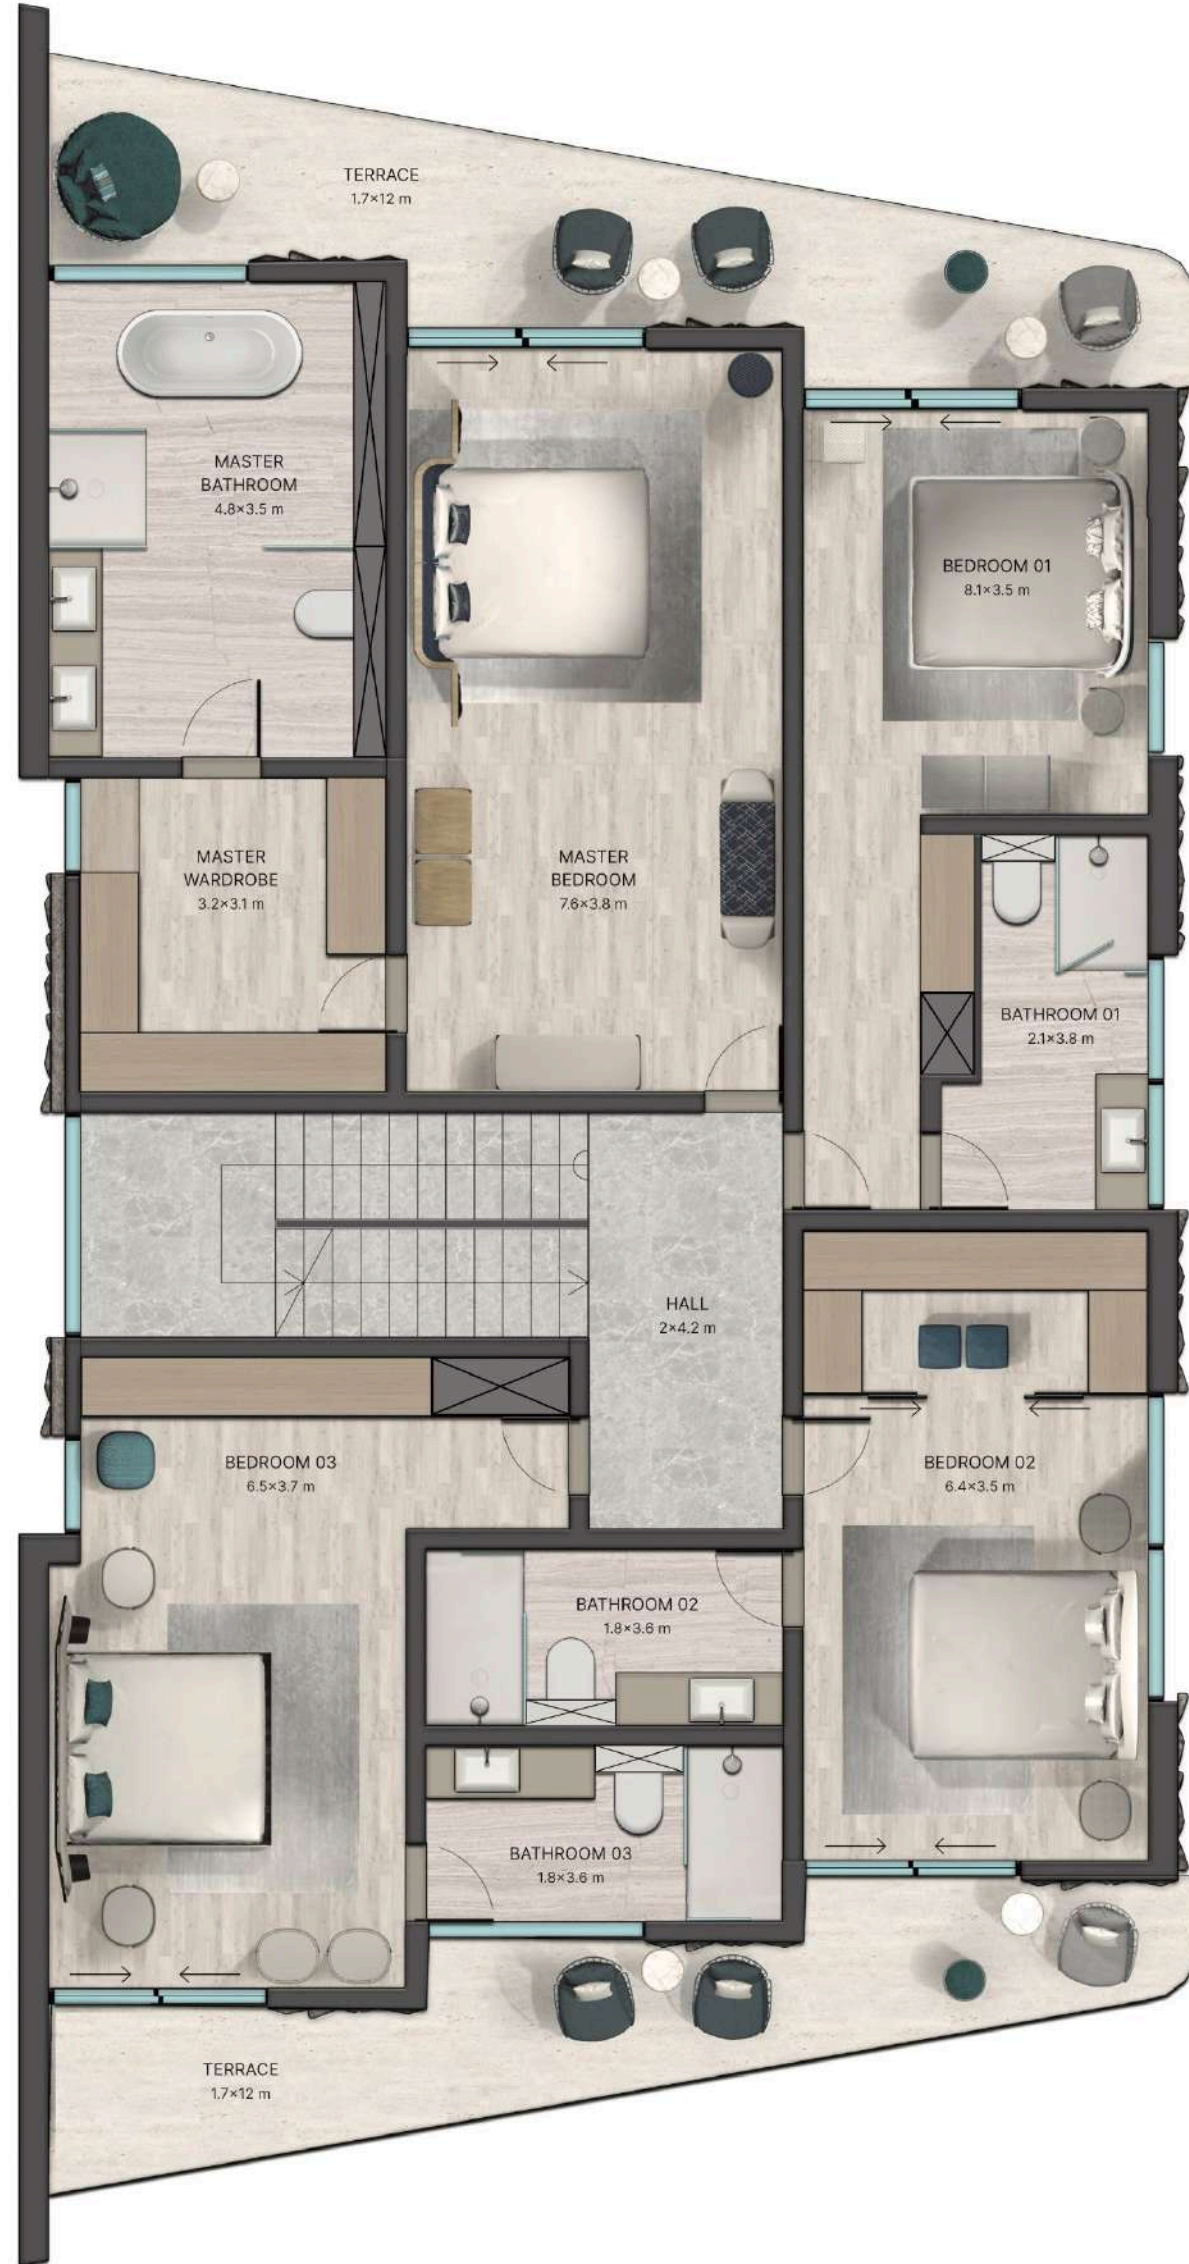 TERRACE
1.7×12 m
MASTER
BATHROOM
4.8×3.5 m
BEDROOM 01
8.1×3.5 m
MASTER
WARDROBE
3.2×3.1 m
MASTER
BEDROOM
7.6×3.8 m
BATHROOM 01
2.1×3.8 m
HALL
2×4.2 m
BEDROOM 03
6.5×3.7 m
BEDROOM 02
6.4×3.5 m
BATHROOM 02
1.8×3.6 m
BATHROOM 03
1.8×3.6 m
TERRACE
1.7×12 m